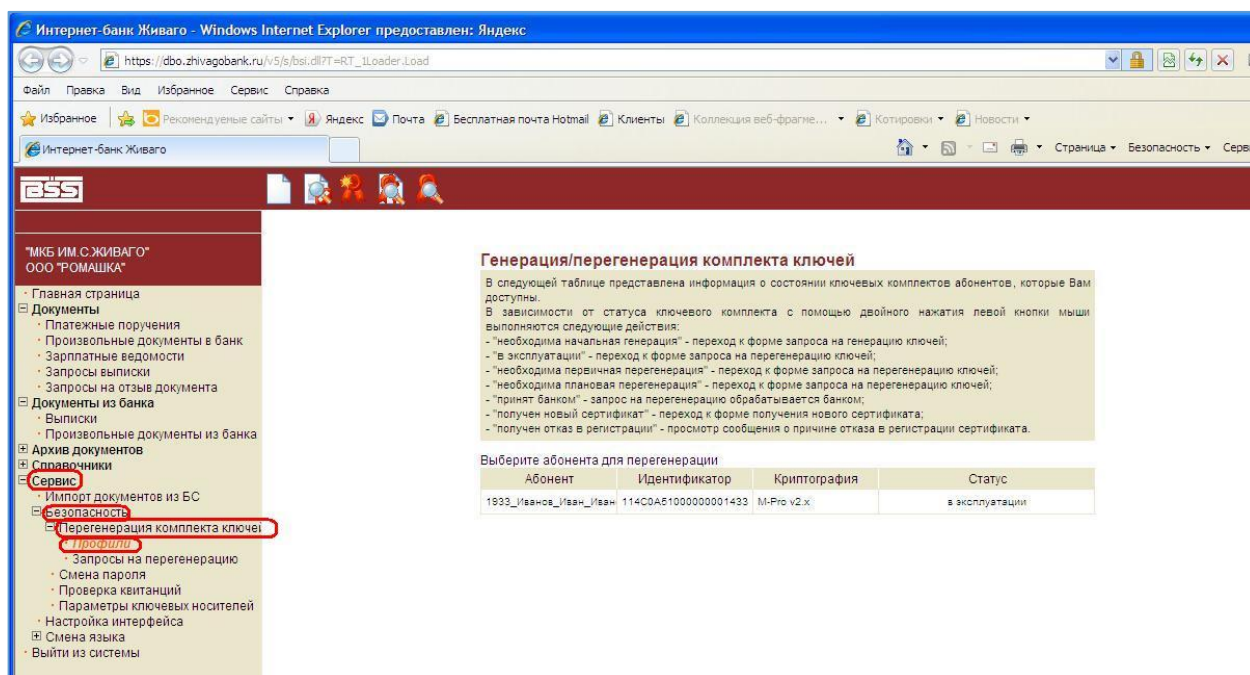 Интернет-банк Живаго - Windows Internet Explorer предоставлен: Яндекс
https://dbo.zhivagobank.ru/v5/s/bsi.dll?T=RT_1Loader.Load
Файл Правка Вид Избранное Сервис Справка
Избранное Рекомендуемые сайты Яндекс Почта Бесплатная почта Hotmail Клиенты Коллекция веб-фрагме... Котировки Новости
Интернет-банк Живаго Страница Безопасность Серв
BSS
"МКБ ИМ.С.ЖИВАГО"
ООО "РОМАШКА"
Главная страница
Документы
Платежные поручения
Произвольные документы в банк
Зарплатные ведомости
Запросы выписки
Запросы на отзыв документа
Документы из банка
Выписки
Произвольные документы из банка
Архив документов
Справочники
Сервис
Импорт документов из БС
Безопасность
Перегенерация комплекта ключей
Профили
Запросы на перегенерацию
Смена пароля
Проверка квитанций
Параметры ключевых носителей
Настройка интерфейса
Смена языка
Выйти из системы
Генерация/перегенерация комплекта ключей
В следующей таблице представлена информация о состоянии ключевых комплектов абонентов, которые Вам
доступны.
В зависимости от статуса ключевого комплекта с помощью двойного нажатия левой кнопки мыши
выполняются следующие действия:
- "необходима начальная генерация" - переход к форме запроса на генерацию ключей;
- "в эксплуатации" - переход к форме запроса на перегенерацию ключей;
- "необходима первичная перегенерация" - переход к форме запроса на перегенерацию ключей;
- "необходима плановая перегенерация" - переход к форме запроса на перегенерацию ключей;
- "принят банком" - запрос на перегенерацию обрабатывается банком;
- "получен новый сертификат" - переход к форме получения нового сертификата;
- "получен отказ в регистрации" - просмотр сообщения о причине отказа в регистрации сертификата.
Выберите абонента для перегенерации
Абонент Идентификатор Криптография Статус
1933_Иванов_Иван_Иван 114C0A51000000001433 M-Pro v2.x в эксплуатации